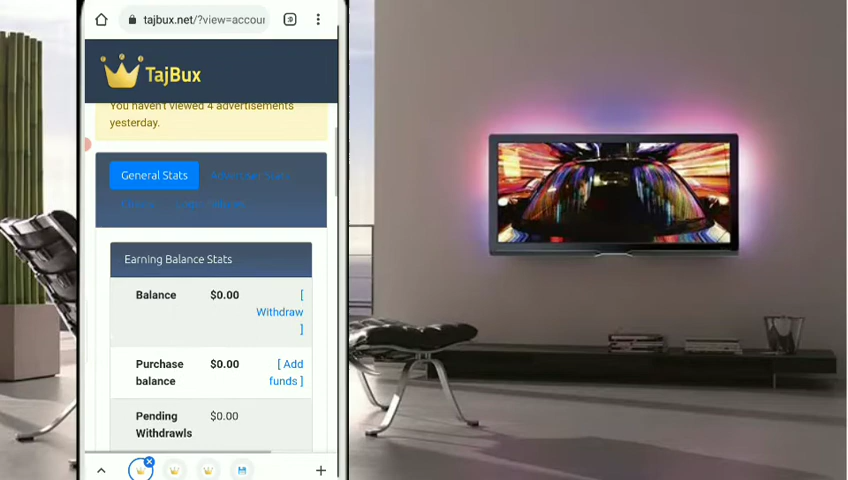 tajbux.net/?view=accour
TajBux
You haven't viewed 4 advertisements
yesterday.
General Stats
Earning Balance Stats
Balance $0.00 [
Withdraw
]
Purchase $0.00 [ Add
balance funds ]
Pending $0.00
Withdrawls